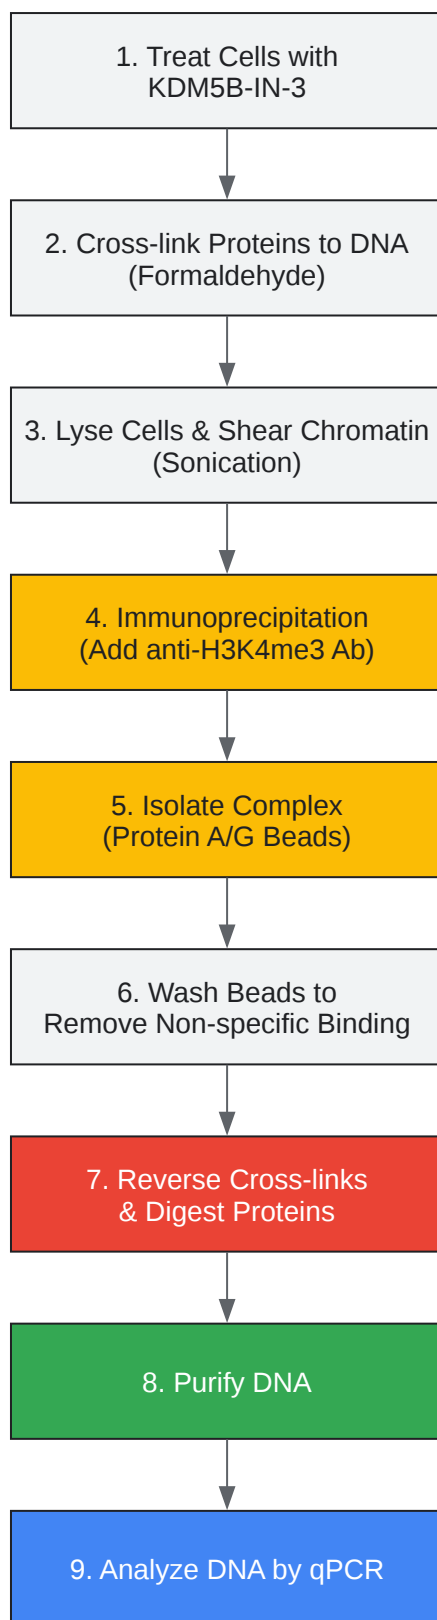 1. Treat Cells with
KDM5B-IN-3
2. Cross-link Proteins to DNA
(Formaldehyde)
3. Lyse Cells & Shear Chromatin
(Sonication)
4. Immunoprecipitation
(Add anti-H3K4me3 Ab)
5. Isolate Complex
(Protein A/G Beads)
6. Wash Beads to
Remove Non-specific Binding
7. Reverse Cross-links
& Digest Proteins
8. Purify DNA
9. Analyze DNA by qPCR